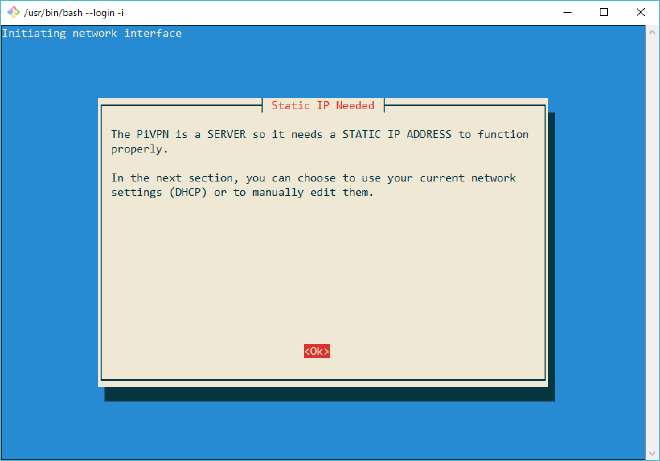 /usr/bin/bash --login -i
Initiating network interface
Static IP Needed
The PiVPN is a SERVER so it needs a STATIC IP ADDRESS to function
properly.
In the next section, you can choose to use your current network
settings (DHCP) or to manually edit them.
<Ok>